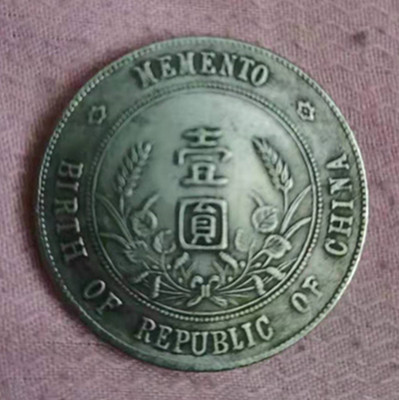 MEMENTO
壹
圓
BIRTH OF REPUBLIC OF CHINA